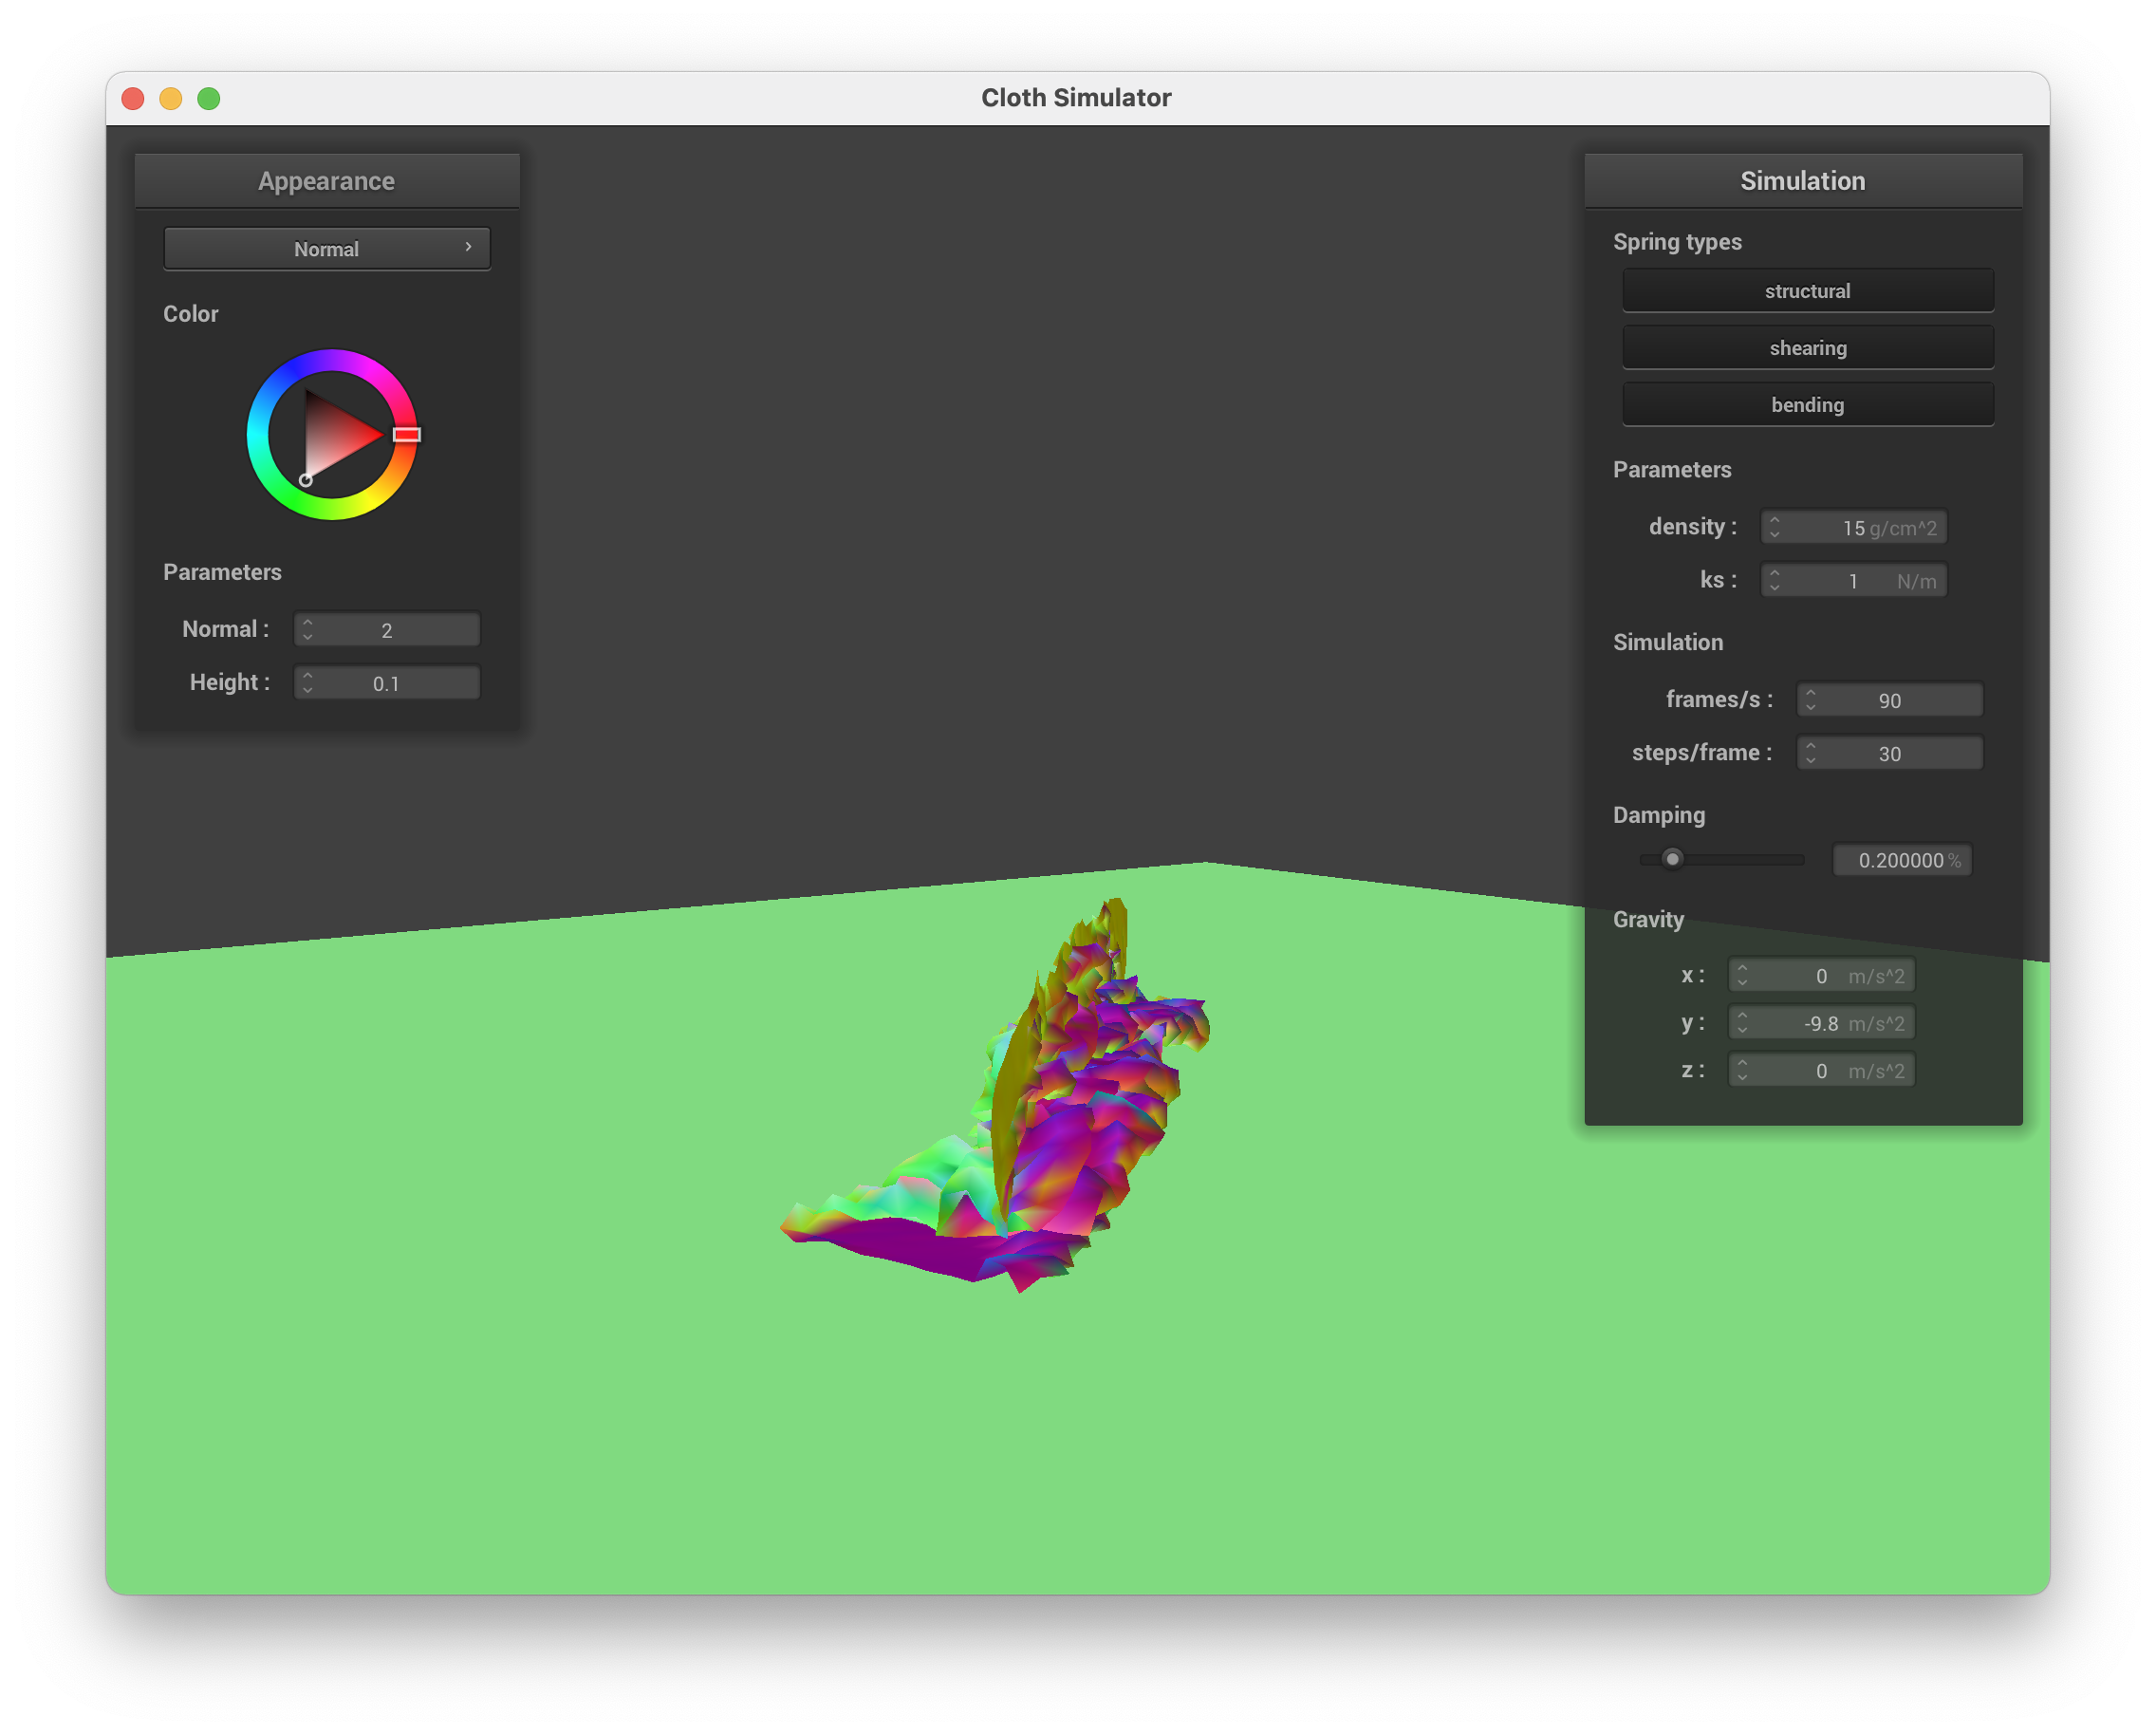 Cloth Simulator
Appearance
Normal
Color
Parameters
Normal : 2
Height : 0.1
Simulation
Spring types
structural
shearing
bending
Parameters
density : 15 g/cm^2
ks : 1 N/m
Simulation
frames/s : 90
steps/frame : 30
Damping
0.200000 %
Gravity
x : 0 m/s^2
y : -9.8 m/s^2
z : 0 m/s^2